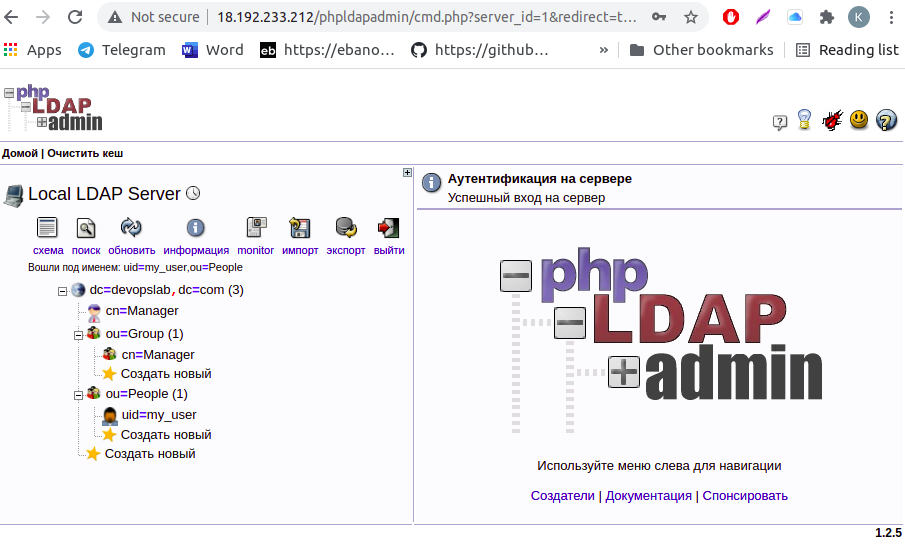 Not secure | 18.192.233.212/phpldapadmin/cmd.php?server_id=1&redirect=t...
K
Apps Telegram Word eb https://ebano... https://github... » Other bookmarks Reading list
php
LDAP
admin
Домой | Очистить кеш
Local LDAP Server
схема поиск обновить информация monitor импорт экспорт выйти
Вошли под именем: uid=my_user,ou=People
dc=devopslab,dc=com (3)
cn=Manager
ou=Group (1)
cn=Manager
Создать новый
ou=People (1)
uid=my_user
Создать новый
Создать новый
Аутентификация на сервере
Успешный вход на сервер
php
LDAP
admin
Используйте меню слева для навигации
Создатели | Документация | Спонсировать
1.2.5